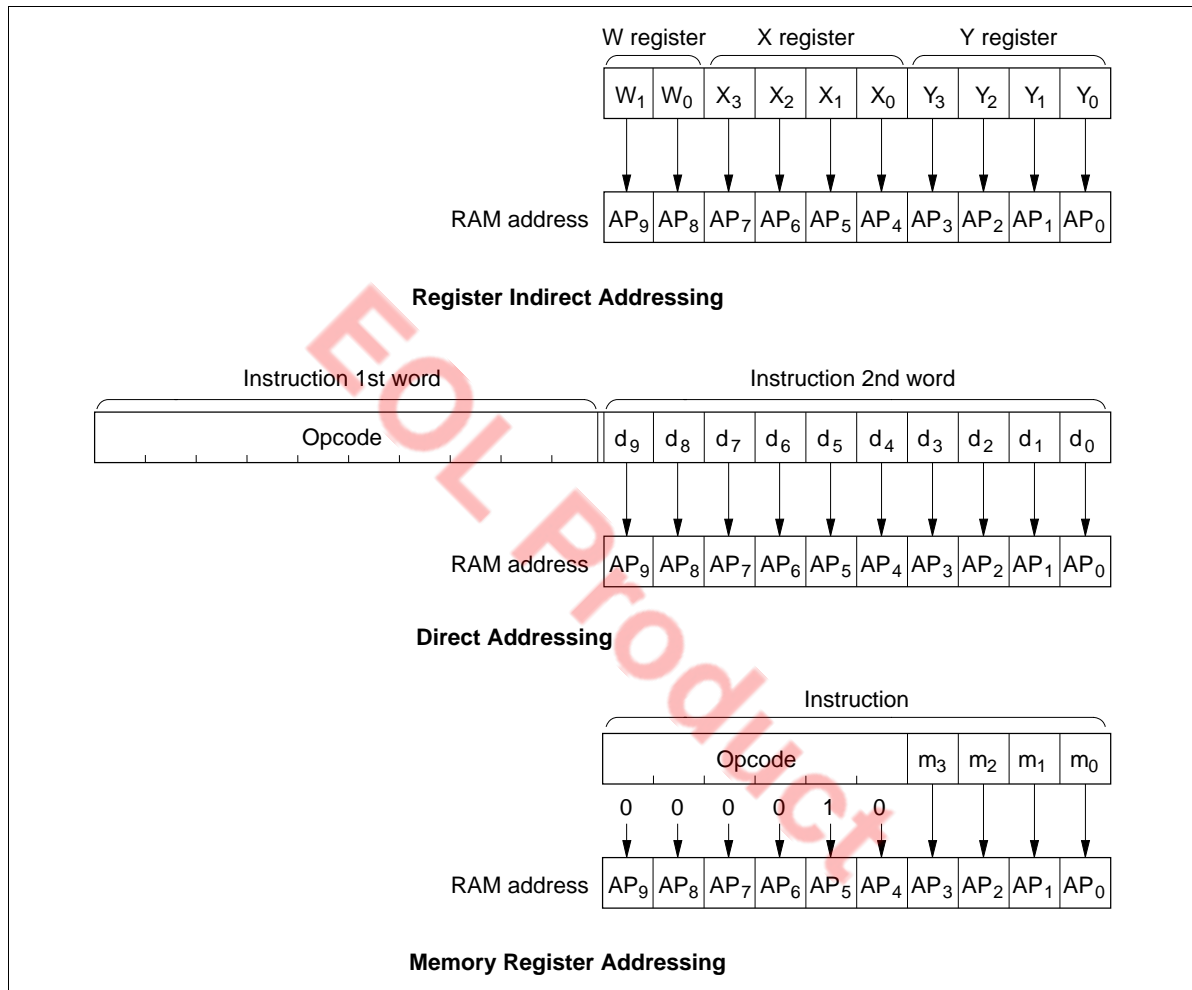 W register X register Y register
W1 W0 X3 X2 X1 X0 Y3 Y2 Y1 Y0
RAM address AP9 AP8 AP7 AP6 AP5 AP4 AP3 AP2 AP1 AP0
Register Indirect Addressing
Instruction 1st word Instruction 2nd word
Opcode d9 d8 d7 d6 d5 d4 d3 d2 d1 d0
RAM address AP9 AP8 AP7 AP6 AP5 AP4 AP3 AP2 AP1 AP0
Direct Addressing
Instruction
Opcode m3 m2 m1 m0
0 0 0 0 1 0
RAM address AP9 AP8 AP7 AP6 AP5 AP4 AP3 AP2 AP1 AP0
Memory Register Addressing
EOL Product